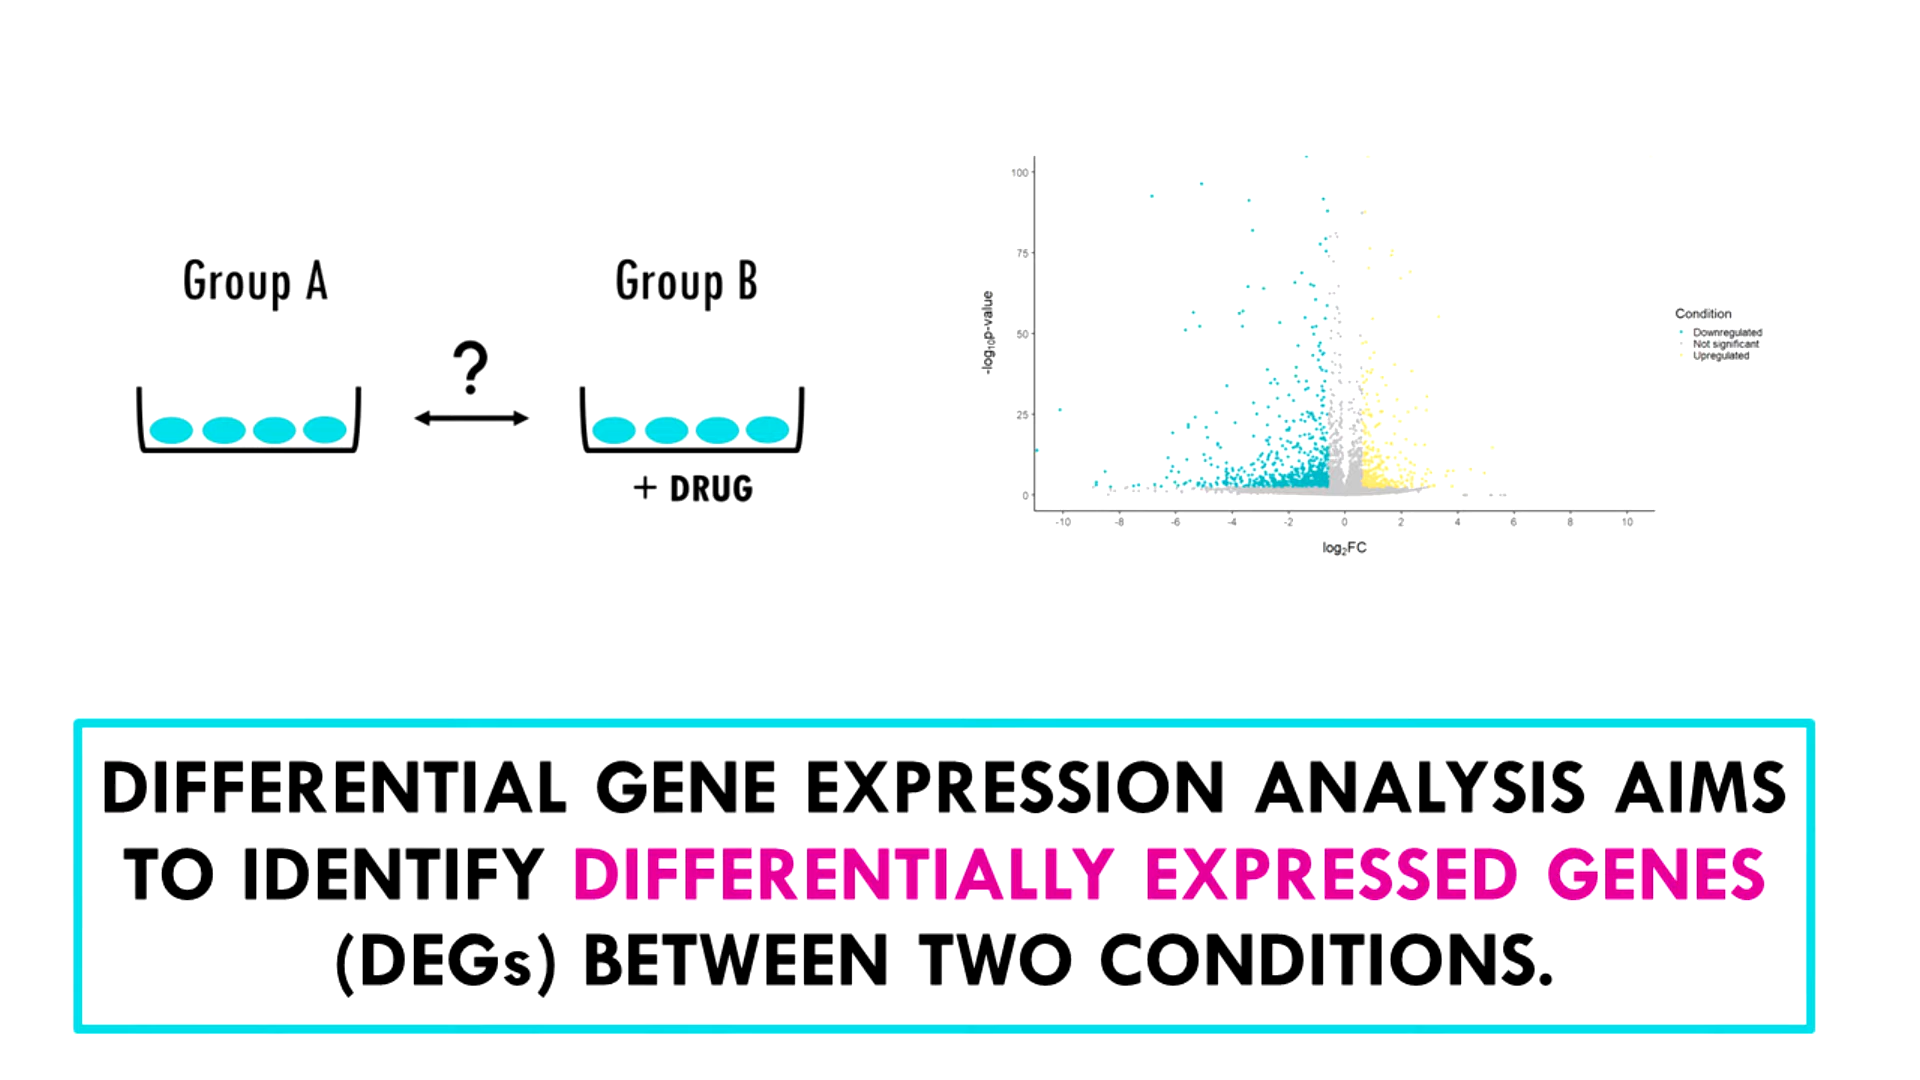 Group A
Group B
?
+ DRUG
100
75
50
25
0
-log10p-value
-10
-8
-6
-4
-2
0
2
4
6
8
10
log2FC
Condition
Downregulated
Not significant
Upregulated
DIFFERENTIAL GENE EXPRESSION ANALYSIS AIMS
TO IDENTIFY DIFFERENTIALLY EXPRESSED GENES
(DEGs) BETWEEN TWO CONDITIONS.